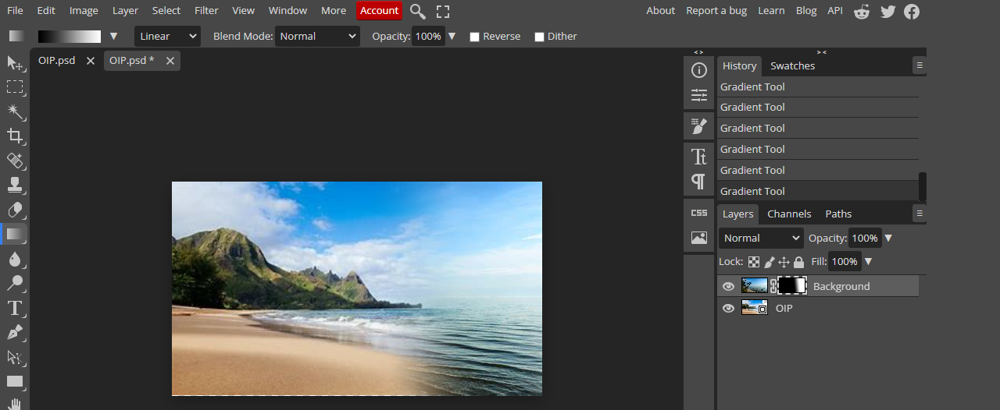 File Edit Image Layer Select Filter View Window More Account About Report a bug Learn Blog API
Linear Blend Mode: Normal Opacity: 100% Reverse Dither
OIP.psd OIP.psd *
< > > <
History Swatches
Gradient Tool
Gradient Tool
Gradient Tool
Gradient Tool
Gradient Tool
Gradient Tool
CSS
Layers Channels Paths
Normal Opacity: 100%
Lock: Fill: 100%
Background
OIP